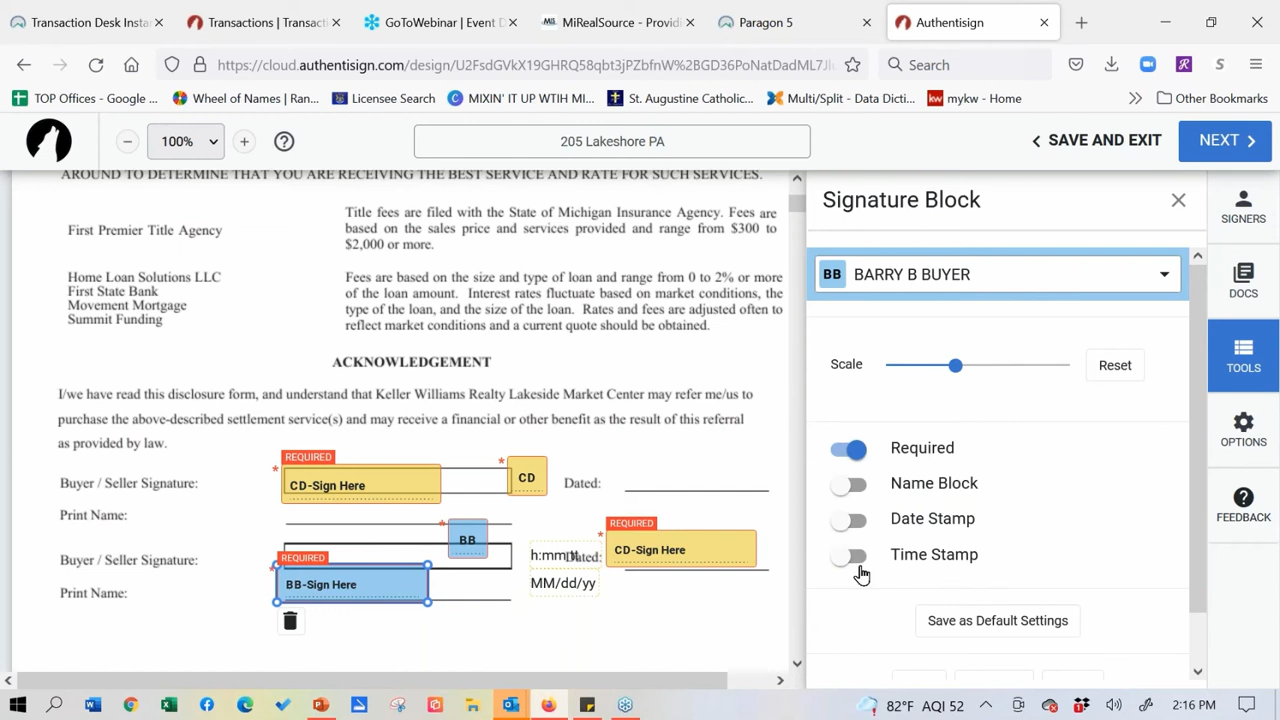 Transaction Desk Insta
Transactions | Transacti
GoToWebinar | Event D
MiRealSource - Providi
Paragon 5
Authentisign
https://cloud.authentisign.com/design/U2FsdGVkX19GHRQ58qbt3jPZbfnW%2BGD36PoNatDadML7Jl
Search
TOP Offices - Google ...
Wheel of Names | Ran...
Licensee Search
MIXIN' IT UP WTIH MI...
St. Augustine Catholic...
Multi/Split - Data Dicti...
mykw - Home
Other Bookmarks
100%
205 Lakeshore PA
SAVE AND EXIT
NEXT
AROUND TO DETERMINE THAT YOU ARE RECEIVING THE BEST SERVICE AND RATE FOR SUCH SERVICES.
First Premier Title Agency
Title fees are filed with the State of Michigan Insurance Agency. Fees are
based on the sales price and services provided and range from $300 to
$2,000 or more.
Home Loan Solutions LLC
First State Bank
Movement Mortgage
Summit Funding
Fees are based on the size and type of loan and range from 0 to 2% or more
of the loan amount. Interest rates fluctuate based on market conditions, the
type of the loan, and the size of the loan. Rates and fees are adjusted often to
reflect market conditions and a current quote should be obtained.
ACKNOWLEDGEMENT
I/we have read this disclosure form, and understand that Keller Williams Realty Lakeside Market Center may refer me/us to
purchase the above-described settlement service(s) and may receive a financial or other benefit as the result of this referral
as provided by law.
REQUIRED
Buyer / Seller Signature:
CD-Sign Here
CD
Dated:
Print Name:
REQUIRED
BB
Buyer / Seller Signature:
REQUIRED
Dated:
CD-Sign Here
Print Name:
BB-Sign Here
MM/dd/yy
Signature Block
BB BARRY B BUYER
Scale
Reset
Required
Name Block
Date Stamp
Time Stamp
Save as Default Settings
SIGNERS
DOCS
TOOLS
OPTIONS
FEEDBACK
82°F AQI 52
2:16 PM